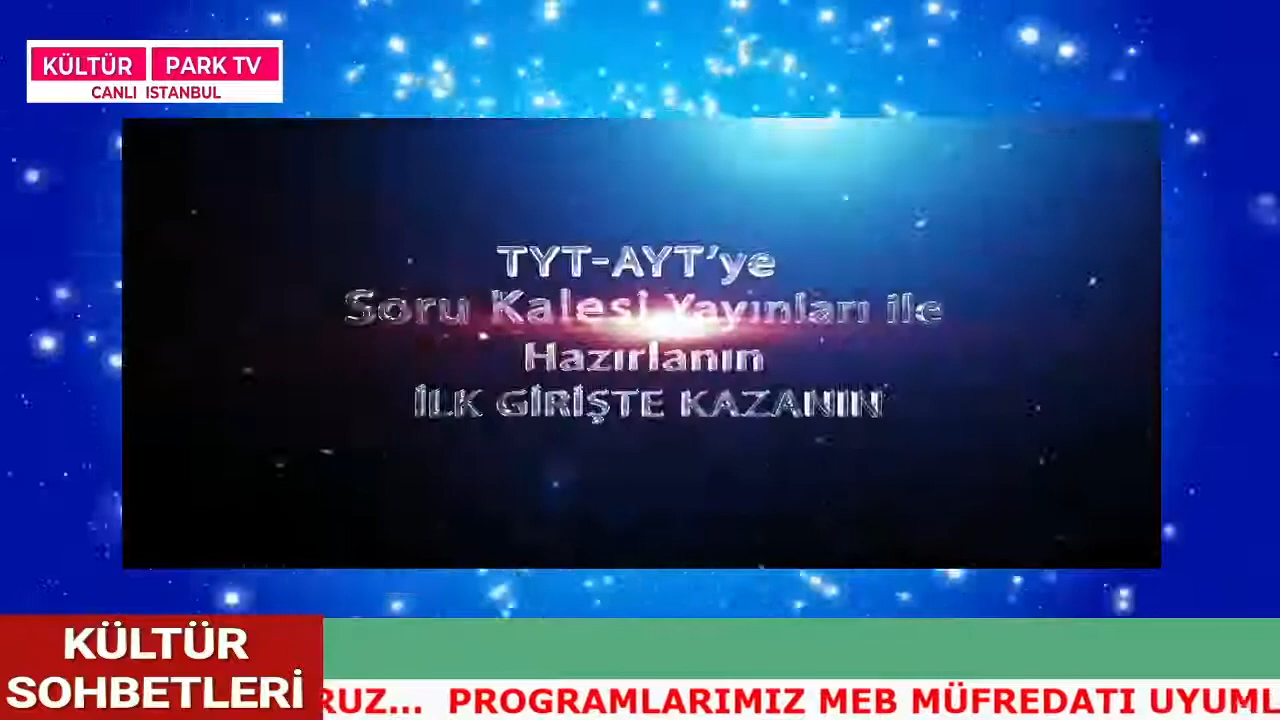 KÜLTÜR PARK TV
CANLI ISTANBUL
TYT-AYT'ye
Soru Kalesi Yayınları ile
Hazırlanın
İLK GİRİŞTE KAZANIN
KÜLTÜR
SOHBETLERİ
RUZ... PROGRAMLARIMIZ MEB MÜFREDATI UYUML